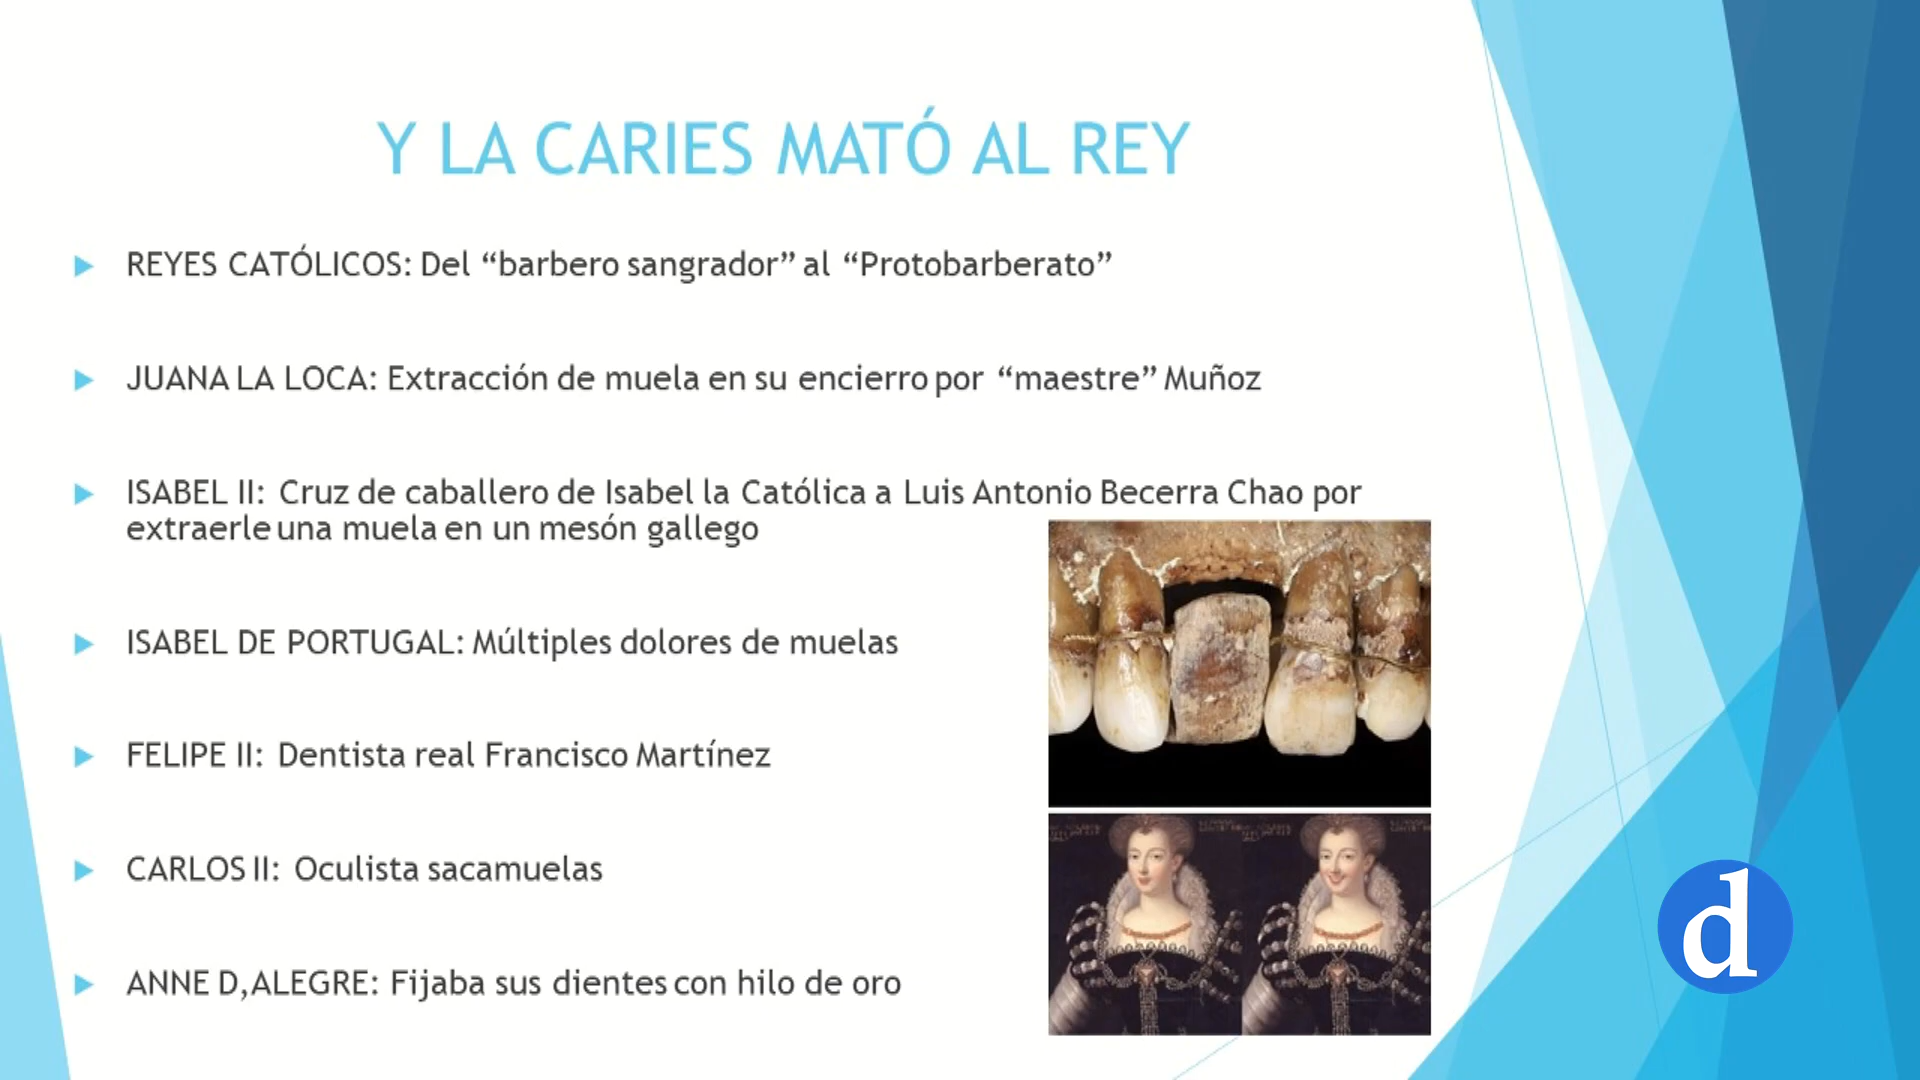 Y LA CARIES MATÓ AL REY
REYES CATÓLICOS: Del “barbero sangrador” al “Protobarberato”
JUANA LA LOCA: Extracción de muela en su encierro por “maestre” Muñoz
ISABEL II: Cruz de caballero de Isabel la Católica a Luis Antonio Becerra Chao por
extraerle una muela en un mesón gallego
ISABEL DE PORTUGAL: Múltiples dolores de muelas
FELIPE II: Dentista real Francisco Martínez
CARLOS II: Oculista sacamuelas
d
ANNE D,ALEGRE: Fijaba sus dientes con hilo de oro